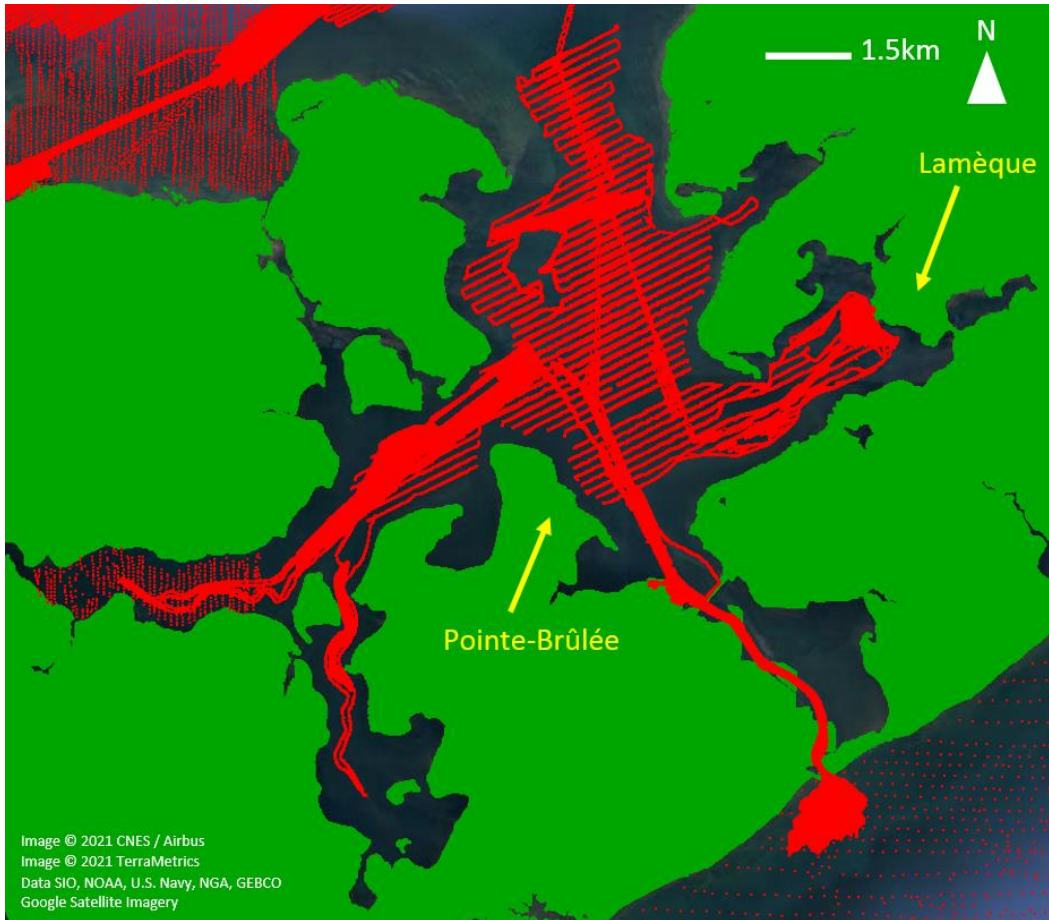 N
1.5km
Lamèque
Pointe-Brûlée
Image © 2021 CNES / Airbus
Image © 2021 TerraMetrics
Data SIO, NOAA, U.S. Navy, NGA, GEBCO
Google Satellite Imagery